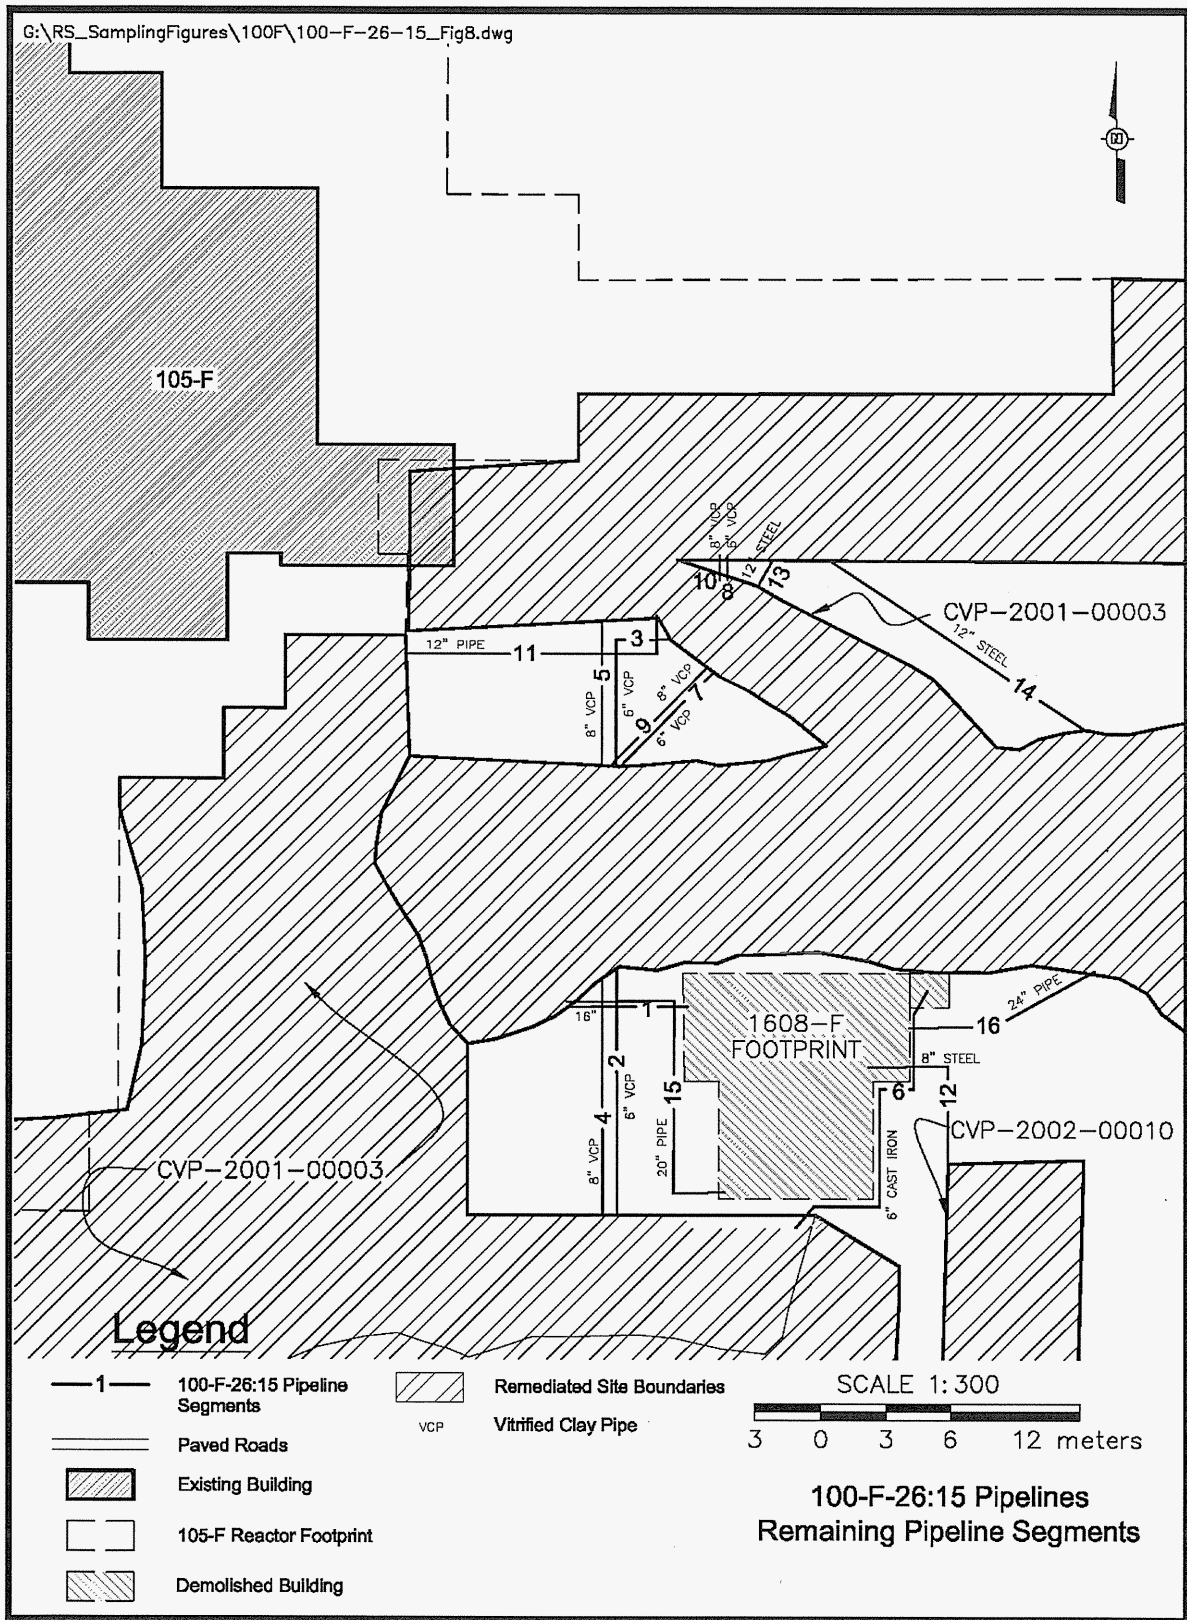 G:\RS_SamplingFigures\100F\100-F-26-15_Fig8.dwg
105-F
8" VCP
6" VCP
12" STEEL
10
8
13
CVP-2001-00003
12" STEEL
14
12" PIPE
11
3
5
8" VCP
6" VCP
9
8" VCP
7
6" VCP
16"
1
1608-F
FOOTPRINT
24" PIPE
16
8" STEEL
2
6" VCP
15
20" PIPE
4
8" VCP
6
12
6" CAST IRON
CVP-2002-00010
CVP-2001-00003
Legend
1
100-F-26:15 Pipeline
Segments
Paved Roads
Existing Building
105-F Reactor Footprint
Demolished Building
Remediated Site Boundaries
VCP
Vitrified Clay Pipe
SCALE 1:300
3 0 3 6 12 meters
100-F-26:15 Pipelines
Remaining Pipeline Segments